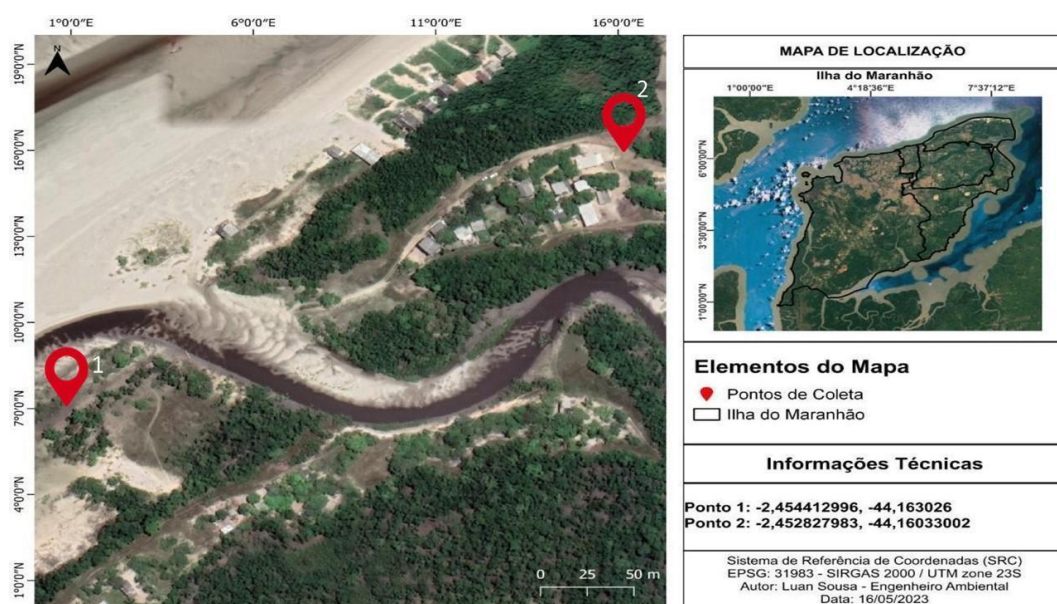 1°0'0"E 6°0'0"E 11°0'0"E 16°0'0"E
N
19°0'0"N
16°0'0"N
13°0'0"N
10°0'0"N
7°0'0"N
4°0'0"N
1°0'0"N
2
1
0 25 50 m
MAPA DE LOCALIZAÇÃO
Ilha do Maranhão
1°00'00"E 4°18'36"E 7°37'12"E
6°0'0"N
3°30'0"N
1°0'0"N
Elementos do Mapa
Pontos de Coleta
Ilha do Maranhão
Informações Técnicas
Ponto 1: -2,454412996, -44,163026
Ponto 2: -2,452827983, -44,16033002
Sistema de Referência de Coordenadas (SRC)
EPSG: 31983 - SIRGAS 2000 / UTM zone 23S
Autor: Luan Sousa - Engenheiro Ambiental
Data: 16/05/2023